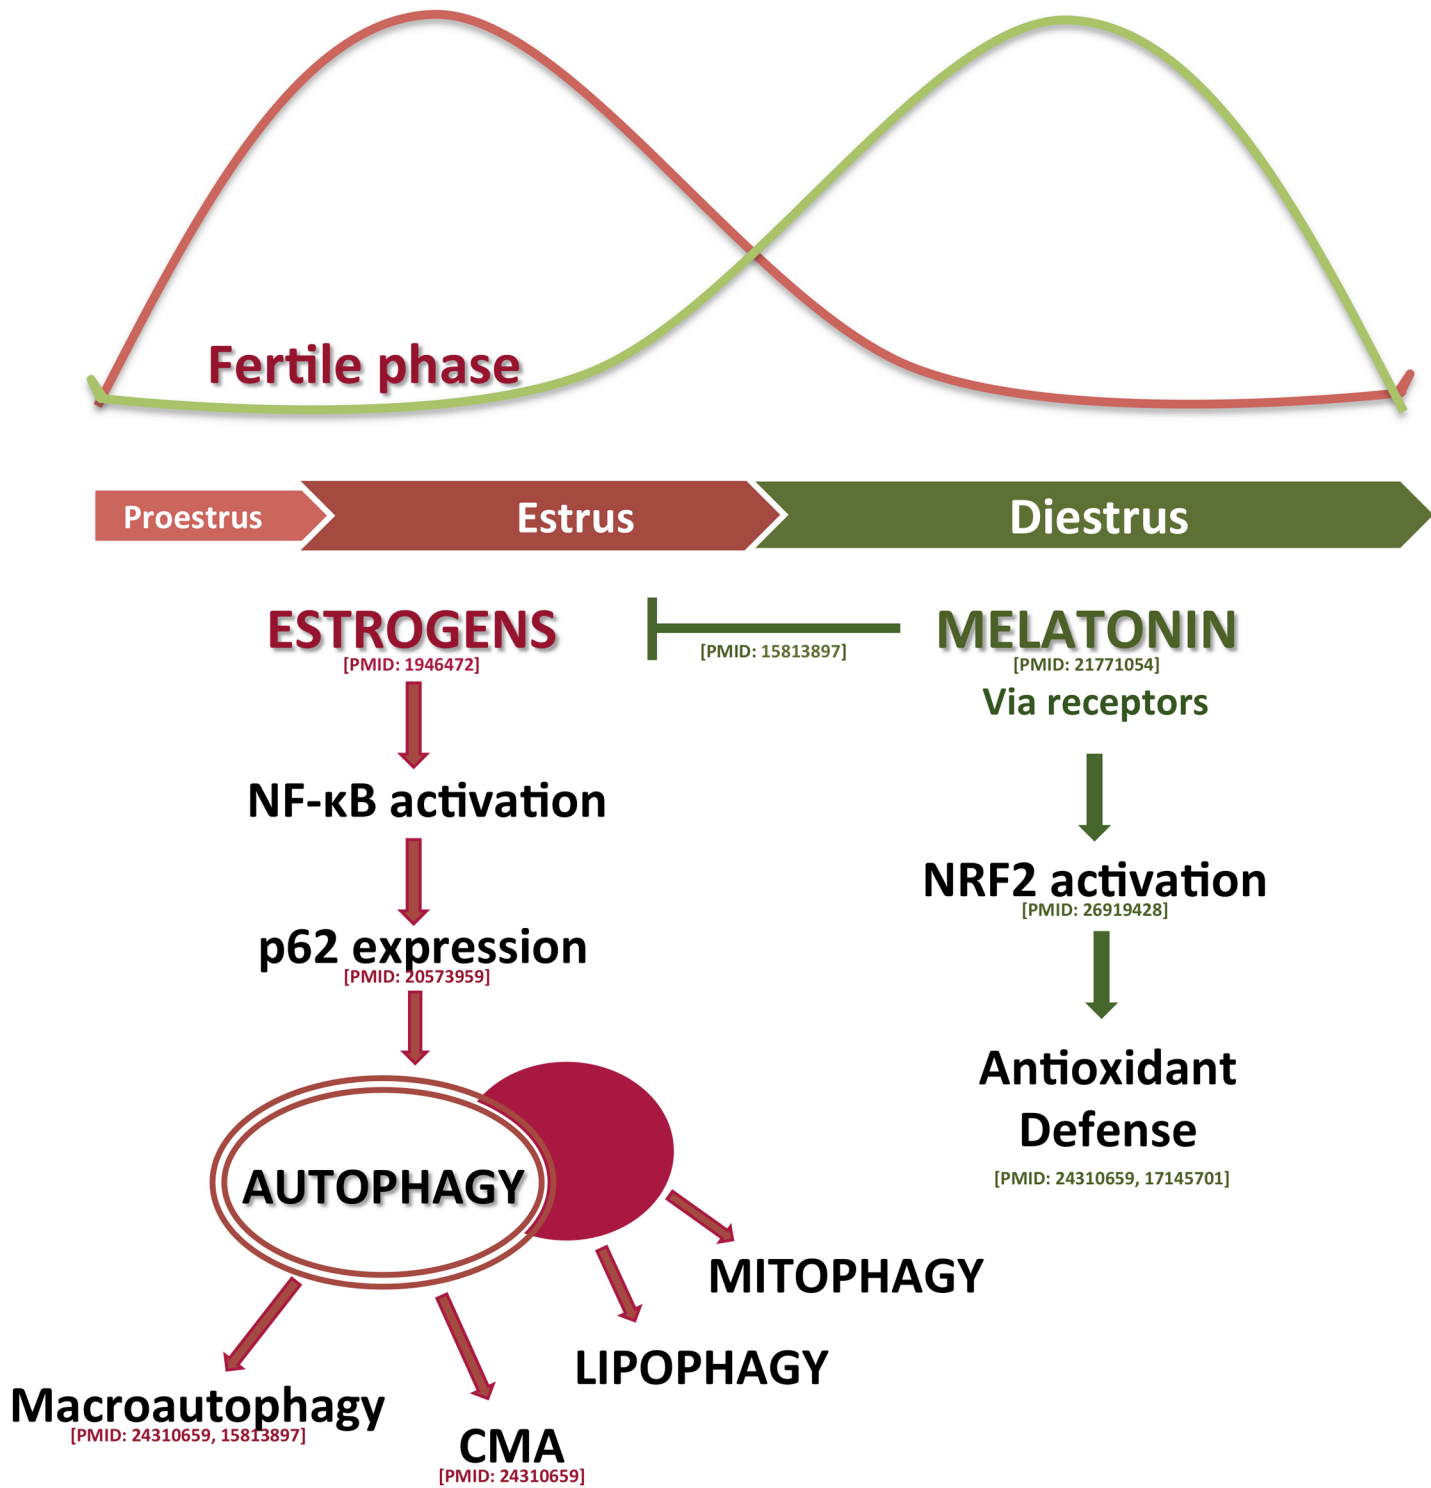 Fertile phase
Proestrus
Estrus
Diestrus
ESTROGENS
[PMID: 1946472]
[PMID: 15813897]
MELATONIN
[PMID: 21771054]
Via receptors
NF-κB activation
NRF2 activation
[PMID: 26919428]
p62 expression
[PMID: 20573959]
Antioxidant
Defense
[PMID: 24310659, 17145701]
AUTOPHAGY
MITOPHAGY
LIPOPHAGY
Macroautophagy
[PMID: 24310659, 15813897]
CMA
[PMID: 24310659]